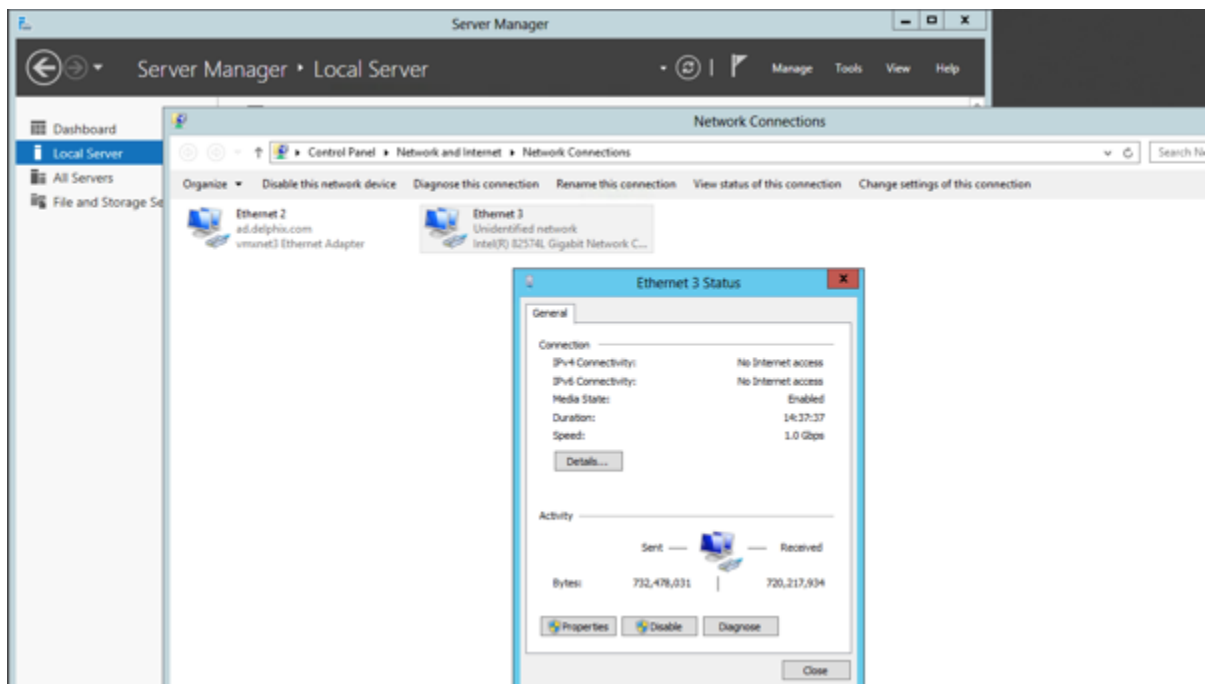 Server Manager
Server Manager • Local Server
Manage Tools View Help
Dashboard
Local Server
All Servers
File and Storage Se
Network Connections
Control Panel Network and Internet Network Connections
Search Ne
Organize Disable this network device Diagnose this connection Rename this connection View status of this connection Change settings of this connection
Ethernet 2
ad.delphix.com
vmxnet3 Ethernet Adapter
Ethernet 3
Unidentified network
Intel(R) 82574L Gigabit Network C...
Ethernet 3 Status
General
Connection
IPv4 Connectivity: No Internet access
IPv6 Connectivity: No Internet access
Media State: Enabled
Duration: 14:37:37
Speed: 1.0 Gbps
Details...
Activity
Sent — — Received
Bytes: 732,478,031 | 720,217,934
Properties Disable Diagnose
Close